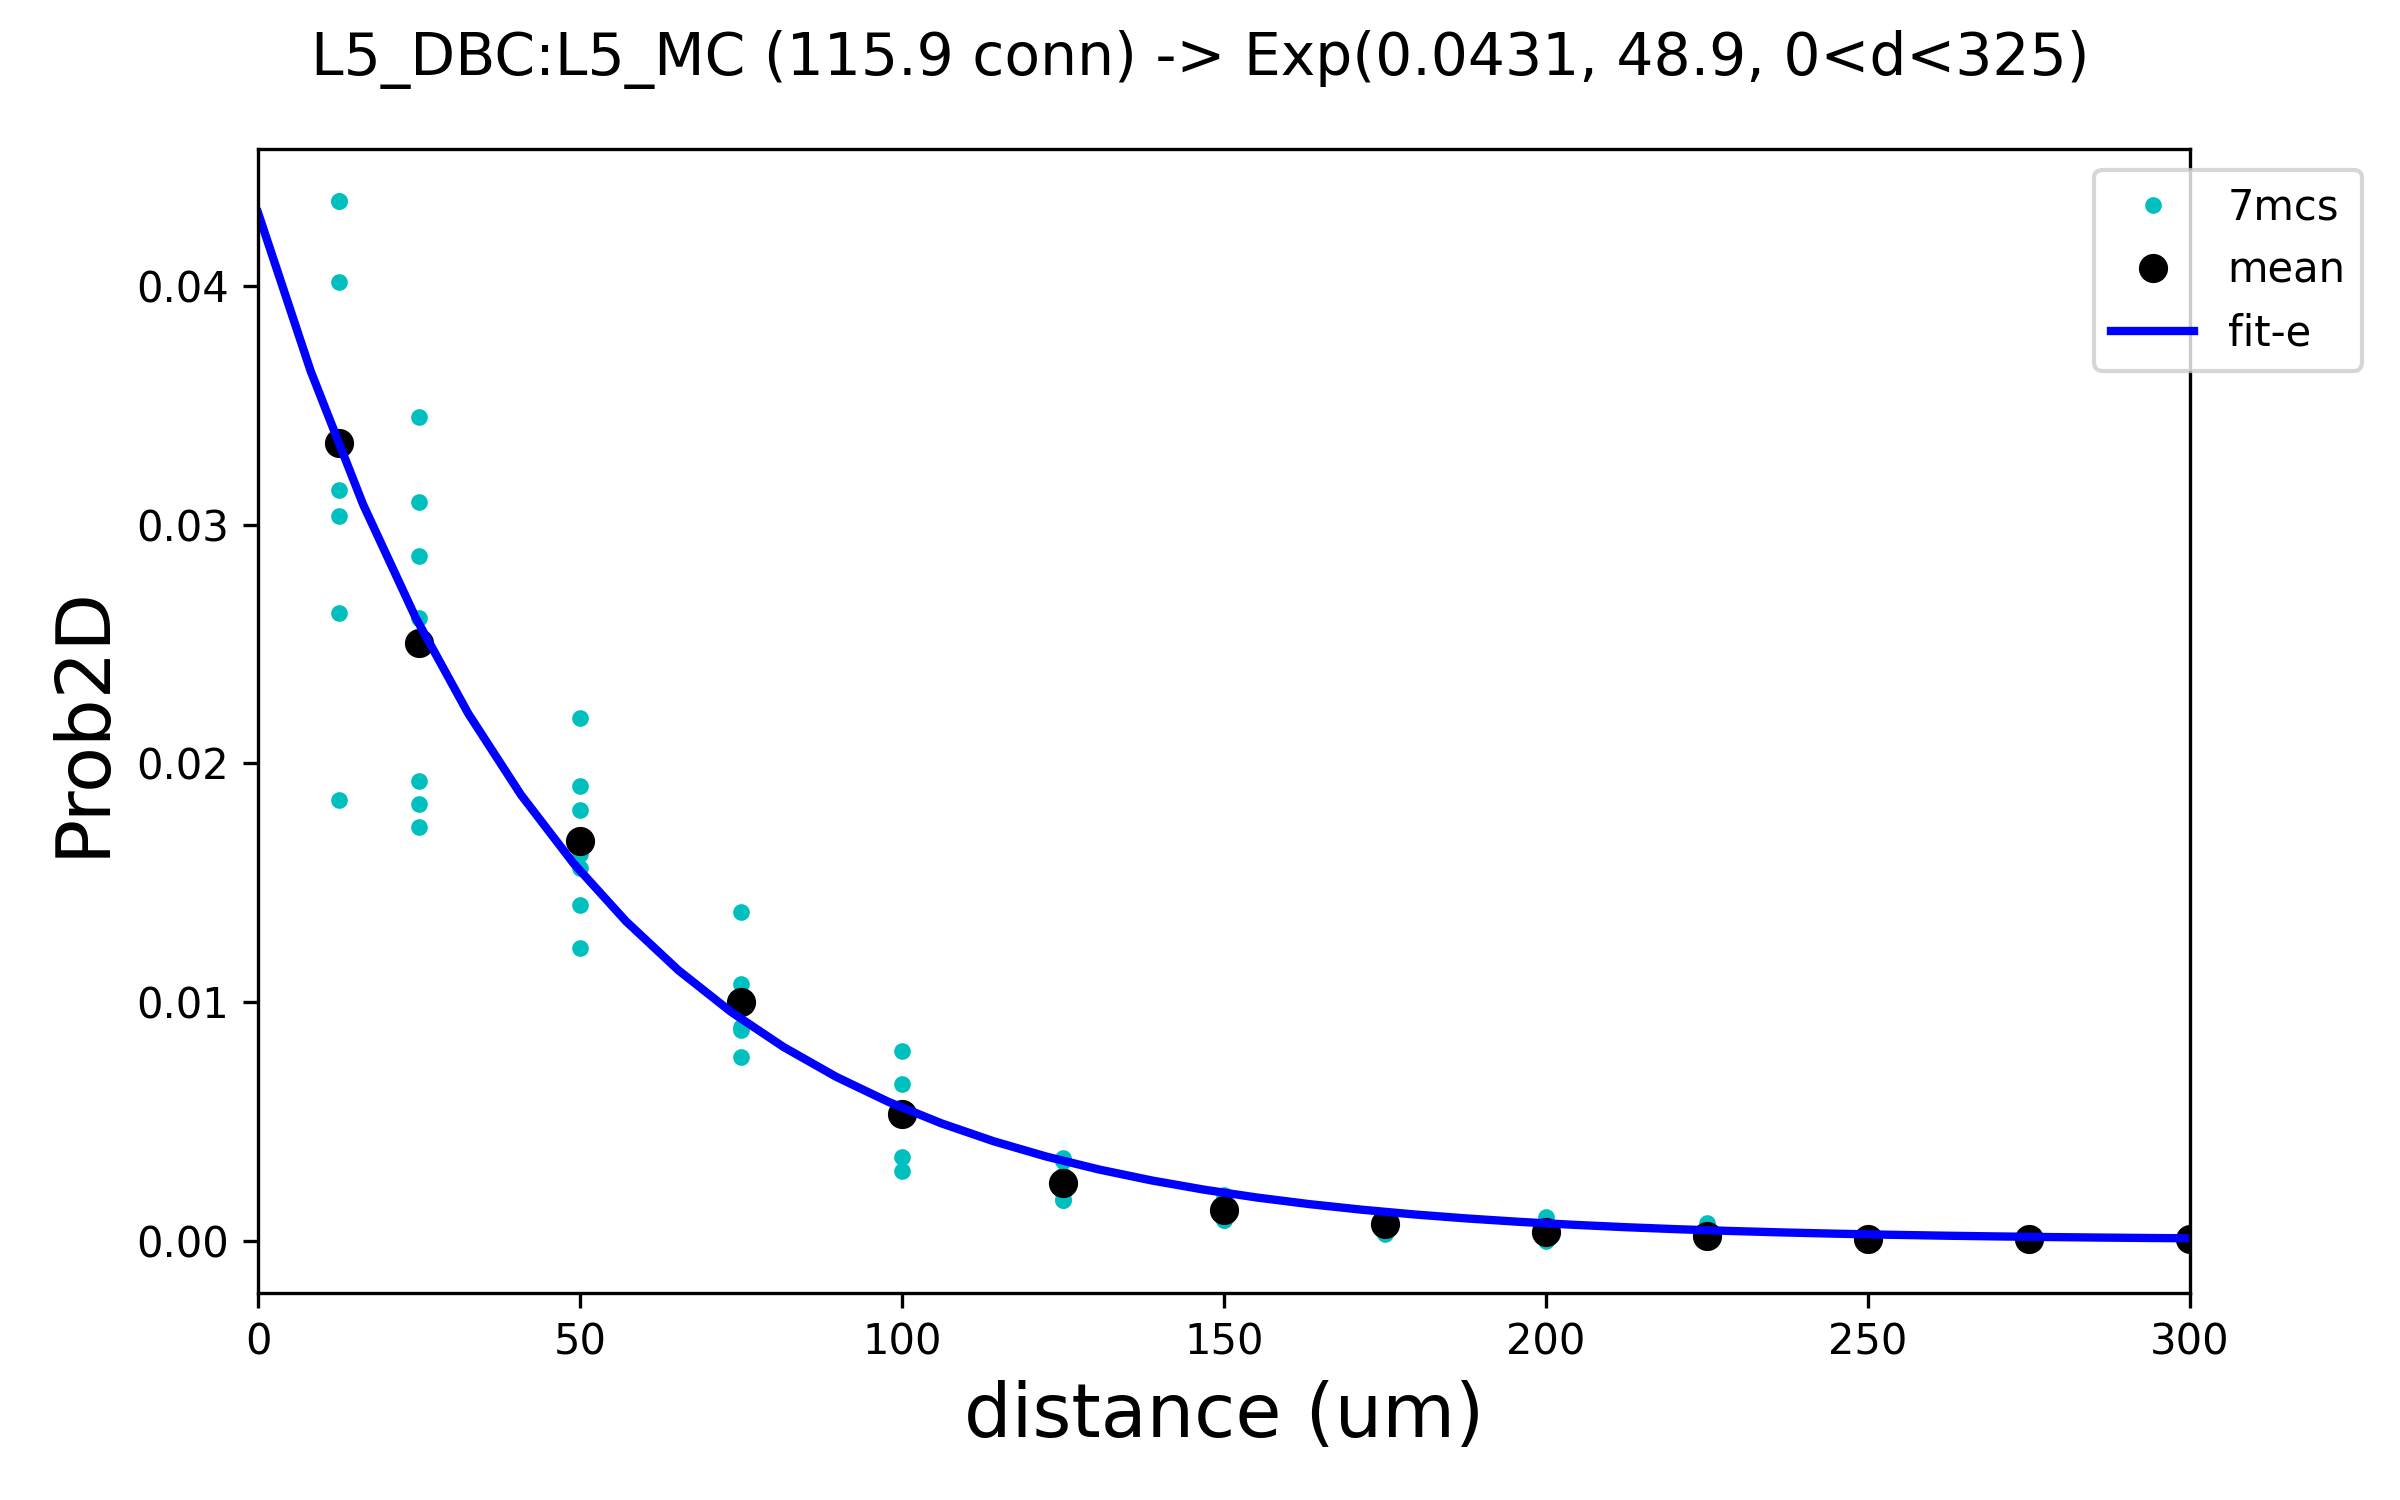 L5_DBC:L5_MC (115.9 conn) -> Exp(0.0431, 48.9, 0<d<325)
7mcs
mean
fit-e
Prob2D
0.04
0.03
0.02
0.01
0.00
0 50 100 150 200 250 300
distance (um)